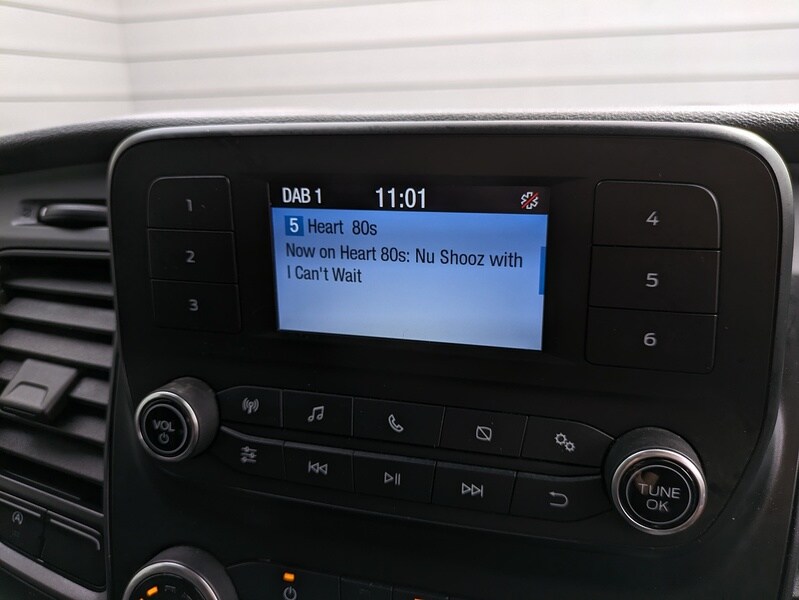 DAB 1 11:01
5 Heart 80s
Now on Heart 80s: Nu Shooz with
I Can't Wait
1
2
3
4
5
6
VOL
TUNE
OK
A